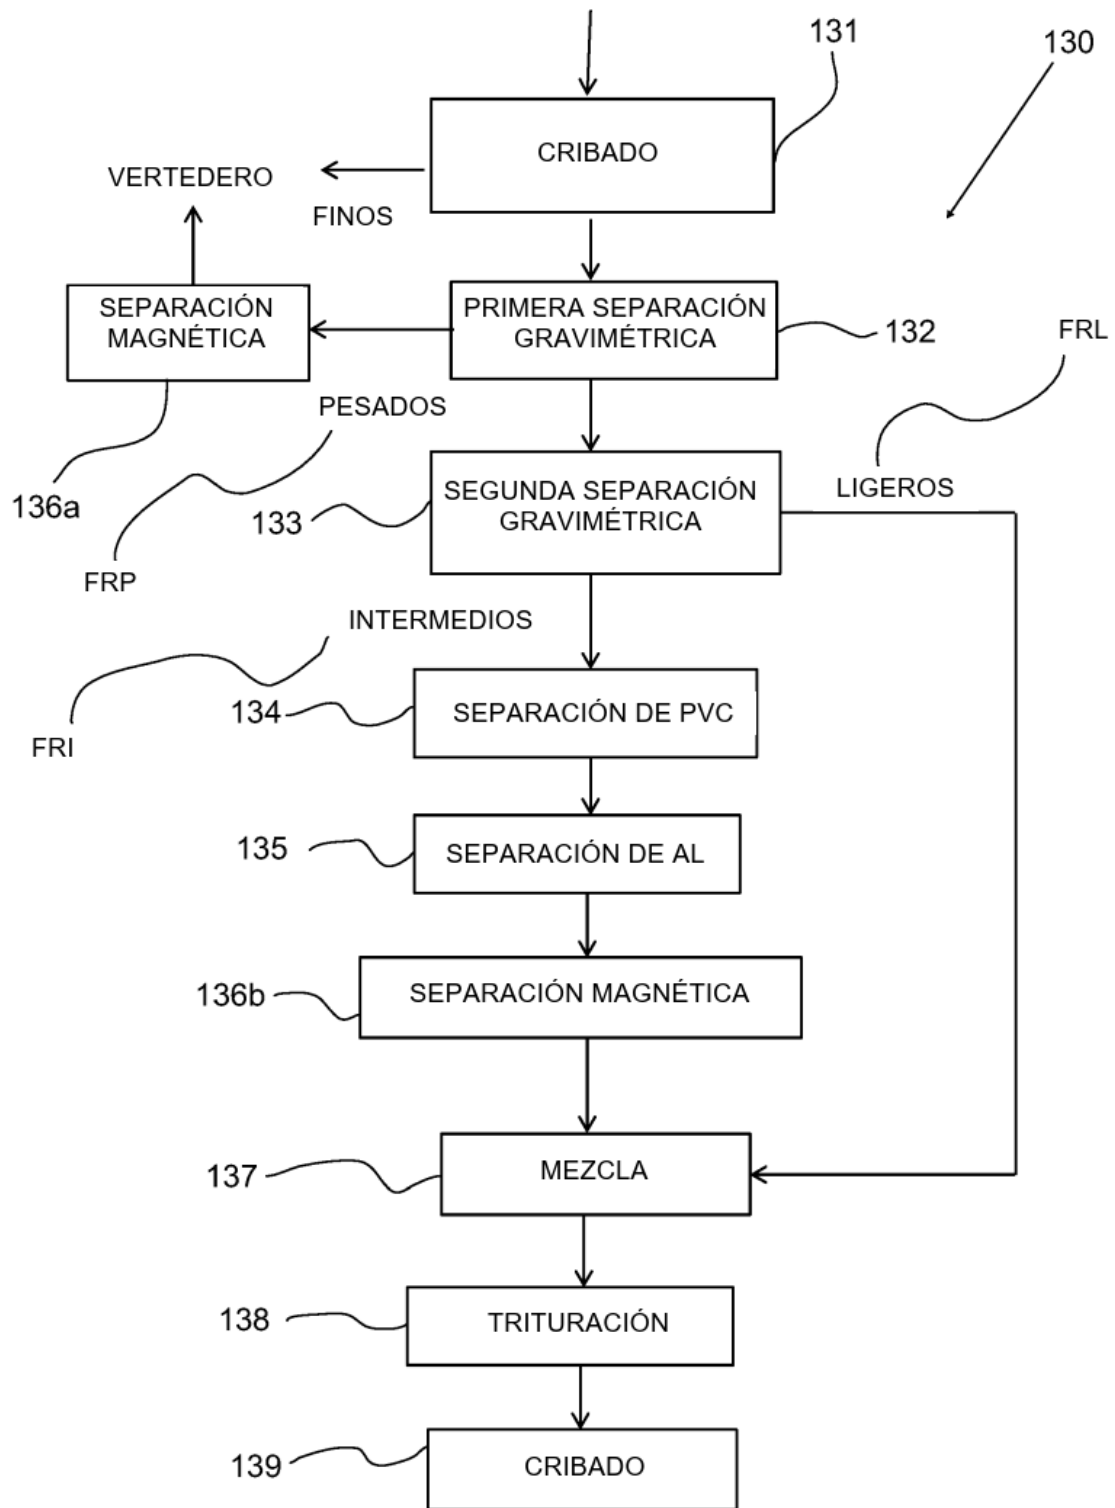 131
130
CRIBADO
VERTEDERO
FINOS
SEPARACIÓN
MAGNÉTICA
PRIMERA SEPARACIÓN
GRAVIMÉTRICA
132
FRL
PESADOS
136a
SEGUNDA SEPARACIÓN
GRAVIMÉTRICA
LIGEROS
133
FRP
INTERMEDIOS
134
SEPARACIÓN DE PVC
FRI
135
SEPARACIÓN DE AL
136b
SEPARACIÓN MAGNÉTICA
137
MEZCLA
138
TRITURACIÓN
139
CRIBADO